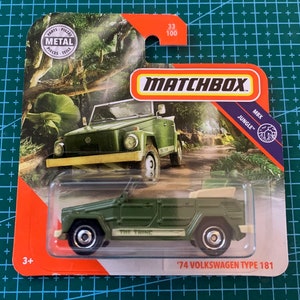 METAL
33
100
MATCHBOX
MBX
JUNGLE
THE THING
3+
'74 VOLKSWAGEN TYPE 181